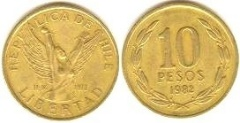 REPUBLICA DE CHILE
LIBERTAD
10
PESOS
1982